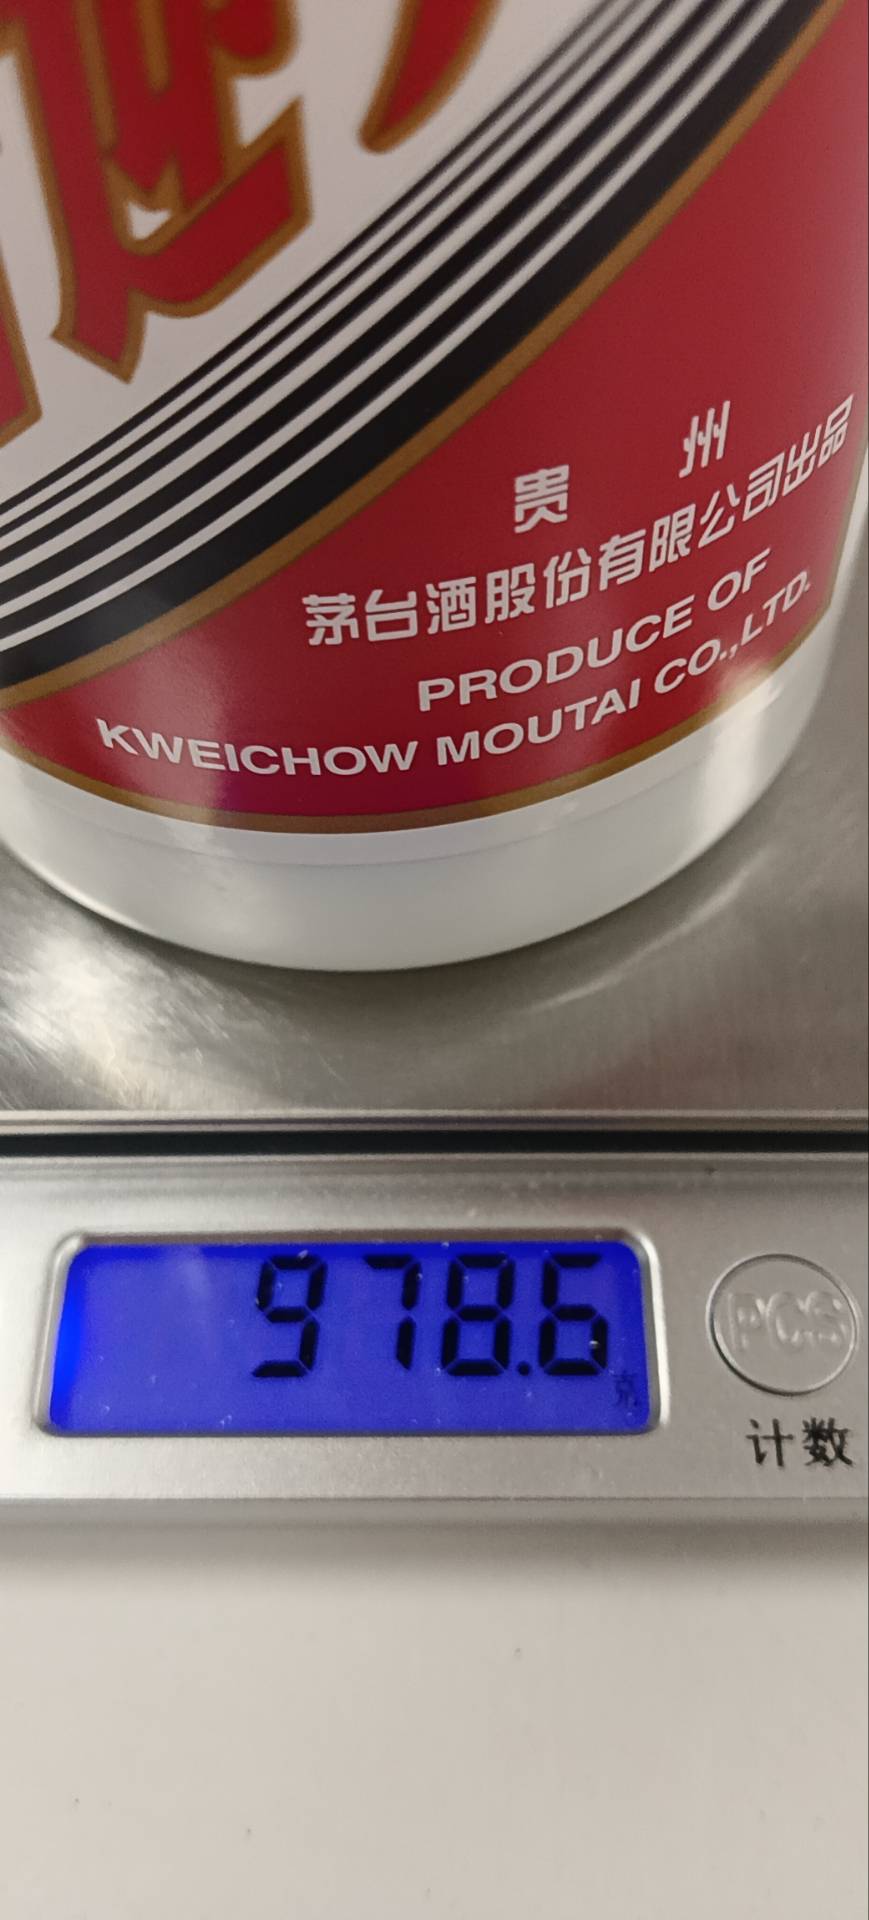 贵州
茅台酒股份有限公司出品
PRODUCE OF
KWEICHOW MOUTAI CO.,LTD.
978.6
克
PCS
计数